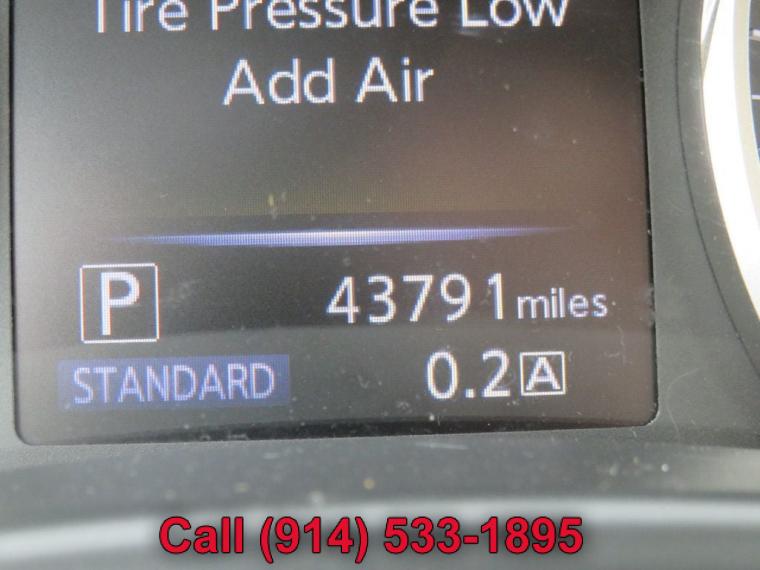 Tire Pressure Low
Add Air
P 43791 miles
STANDARD 0.2 A
Call (914) 533-1895